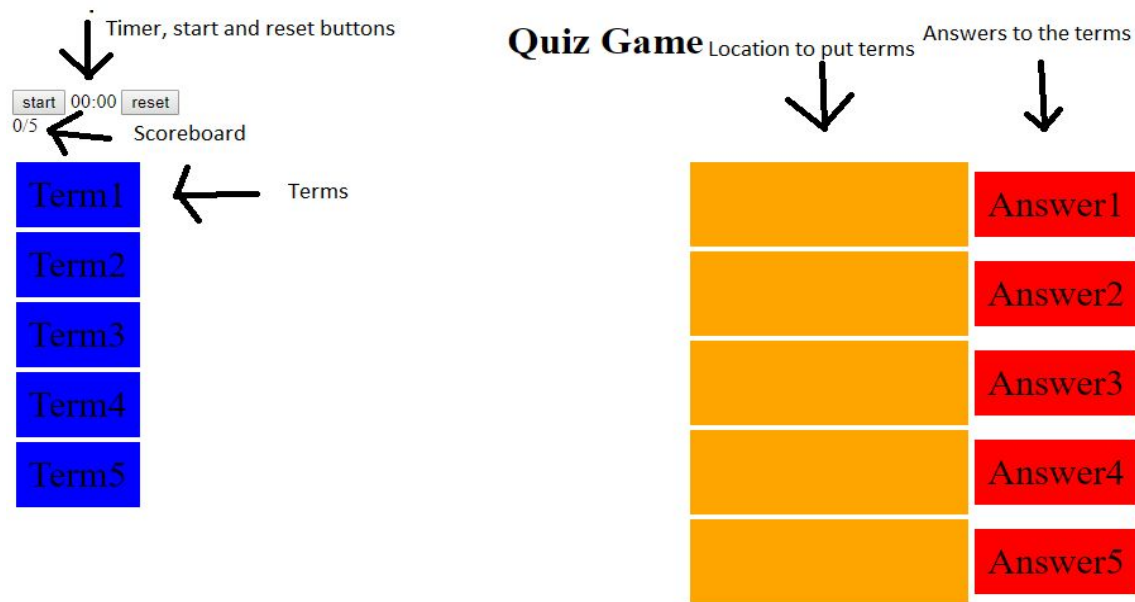 Timer, start and reset buttons
Quiz Game
Location to put terms
Answers to the terms
start 00:00 reset
0/5
Scoreboard
Terms
Term1
Term2
Term3
Term4
Term5
Answer1
Answer2
Answer3
Answer4
Answer5